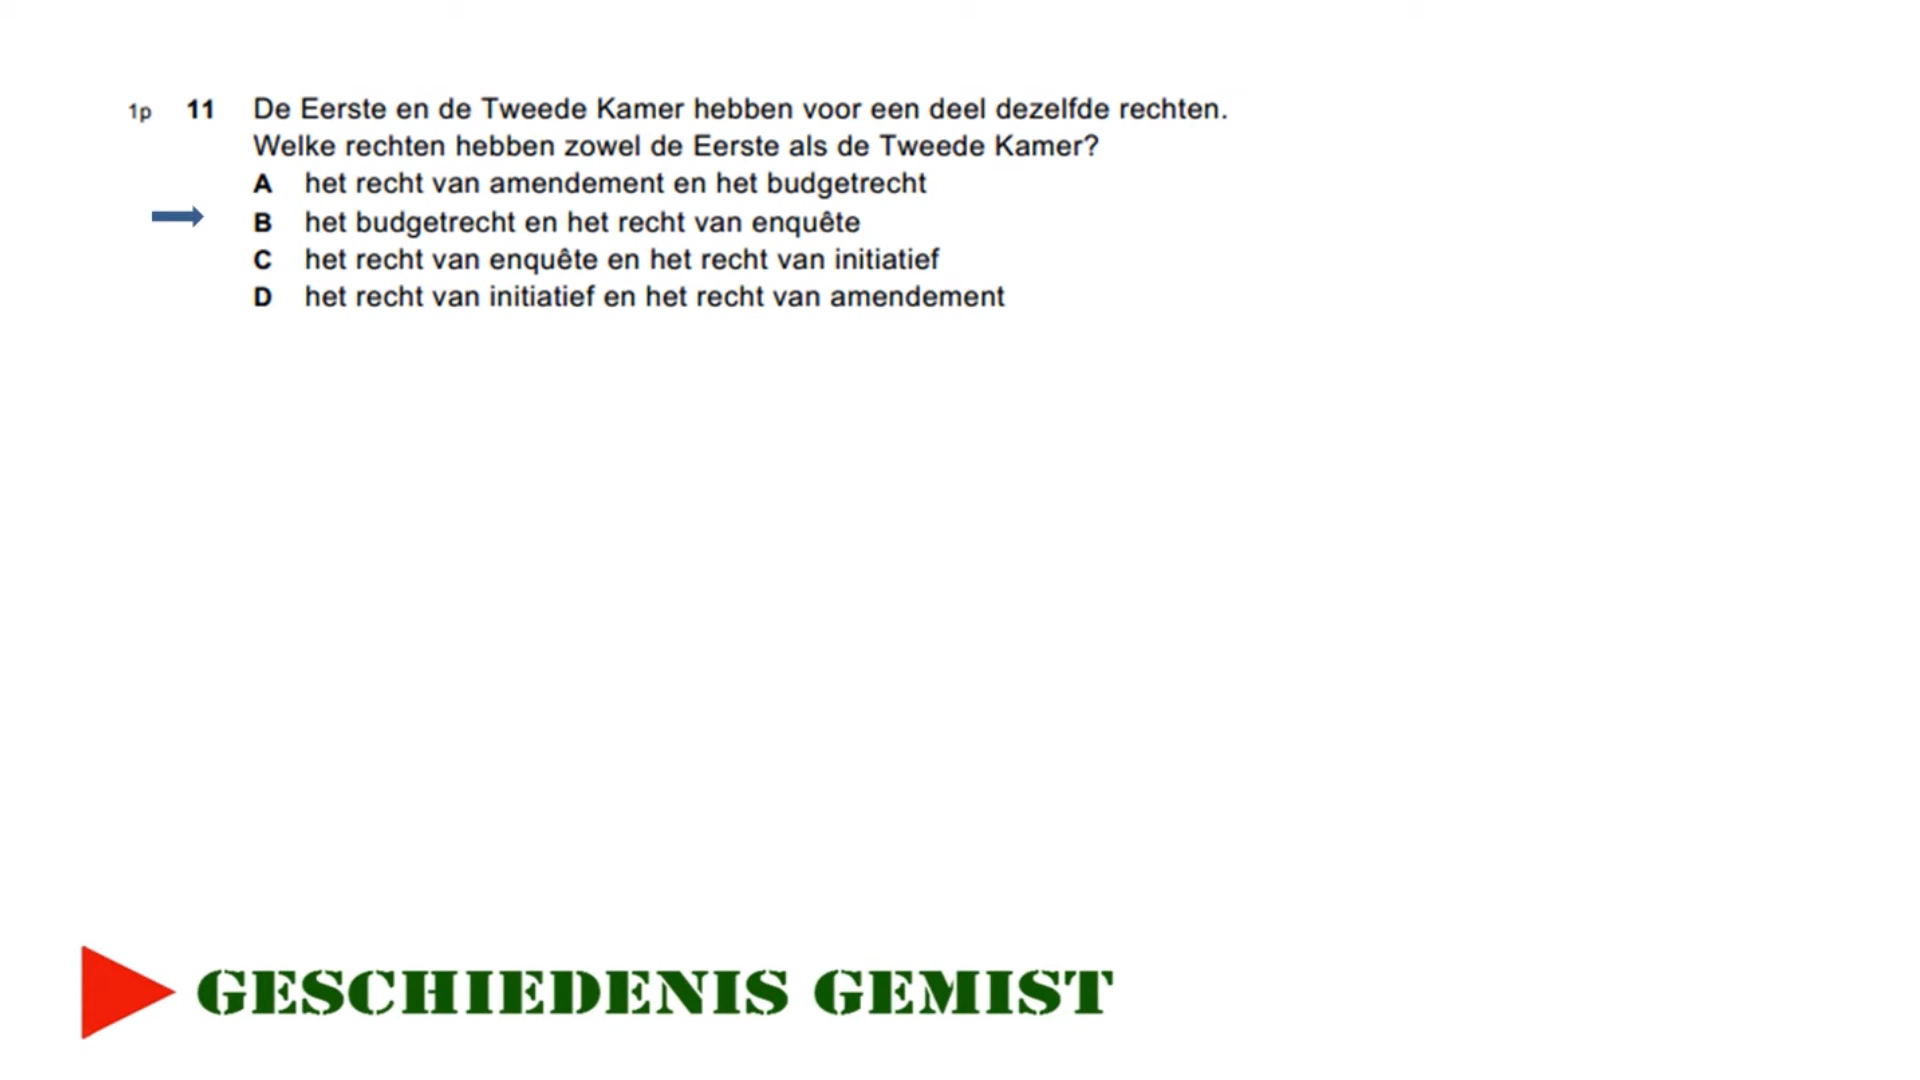 1p 11 De Eerste en de Tweede Kamer hebben voor een deel dezelfde rechten.
Welke rechten hebben zowel de Eerste als de Tweede Kamer?
A het recht van amendement en het budgetrecht
B het budgetrecht en het recht van enquête
C het recht van enquête en het recht van initiatief
D het recht van initiatief en het recht van amendement
GESCHIEDENIS GEMIST